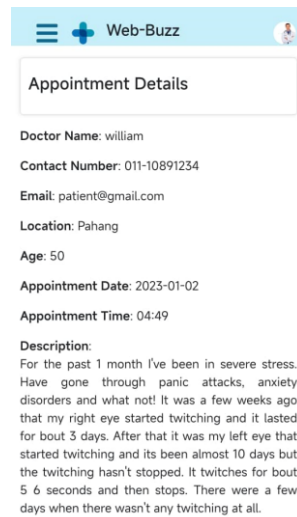 Web-Buzz
Appointment Details
Doctor Name: william
Contact Number: 011-10891234
Email: patient@gmail.com
Location: Pahang
Age: 50
Appointment Date: 2023-01-02
Appointment Time: 04:49
Description:
For the past 1 month I've been in severe stress.
Have gone through panic attacks, anxiety
disorders and what not! It was a few weeks ago
that my right eye started twitching and it lasted
for bout 3 days. After that it was my left eye that
started twitching and its been almost 10 days but
the twitching hasn't stopped. It twitches for bout
5 6 seconds and then stops. There were a few
days when there wasn't any twitching at all.